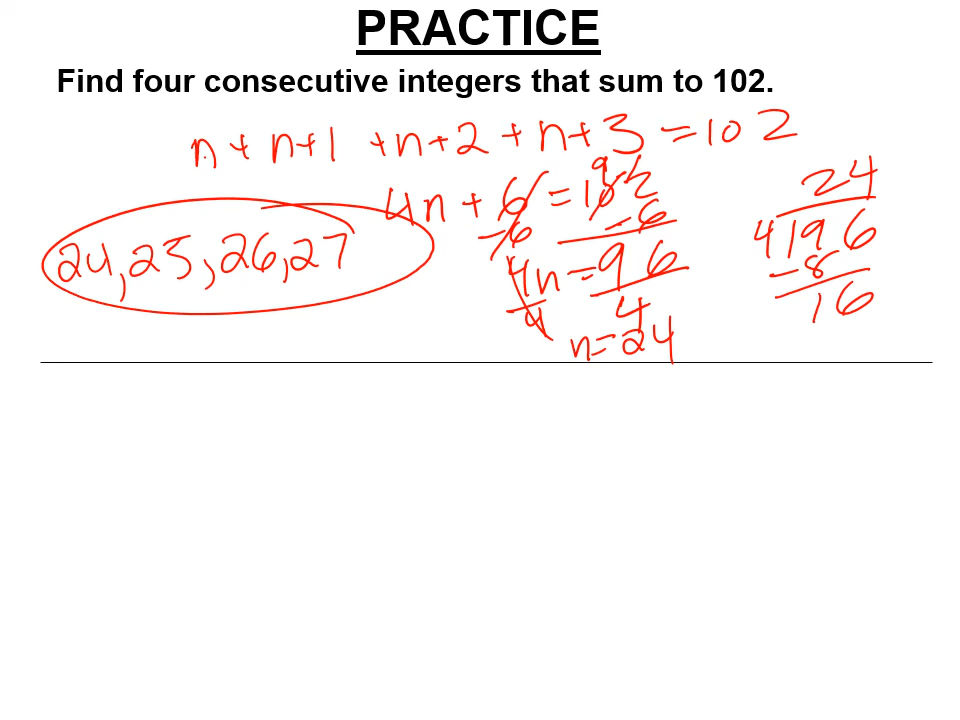 PRACTICE
Find four consecutive integers that sum to 102.
n + n+1 + n+2 + n+3 = 102
4n + 6 = 102
9
-6 -6
4n = 96
4 4
n = 24
24, 25, 26, 27
24
4 96
-8
16